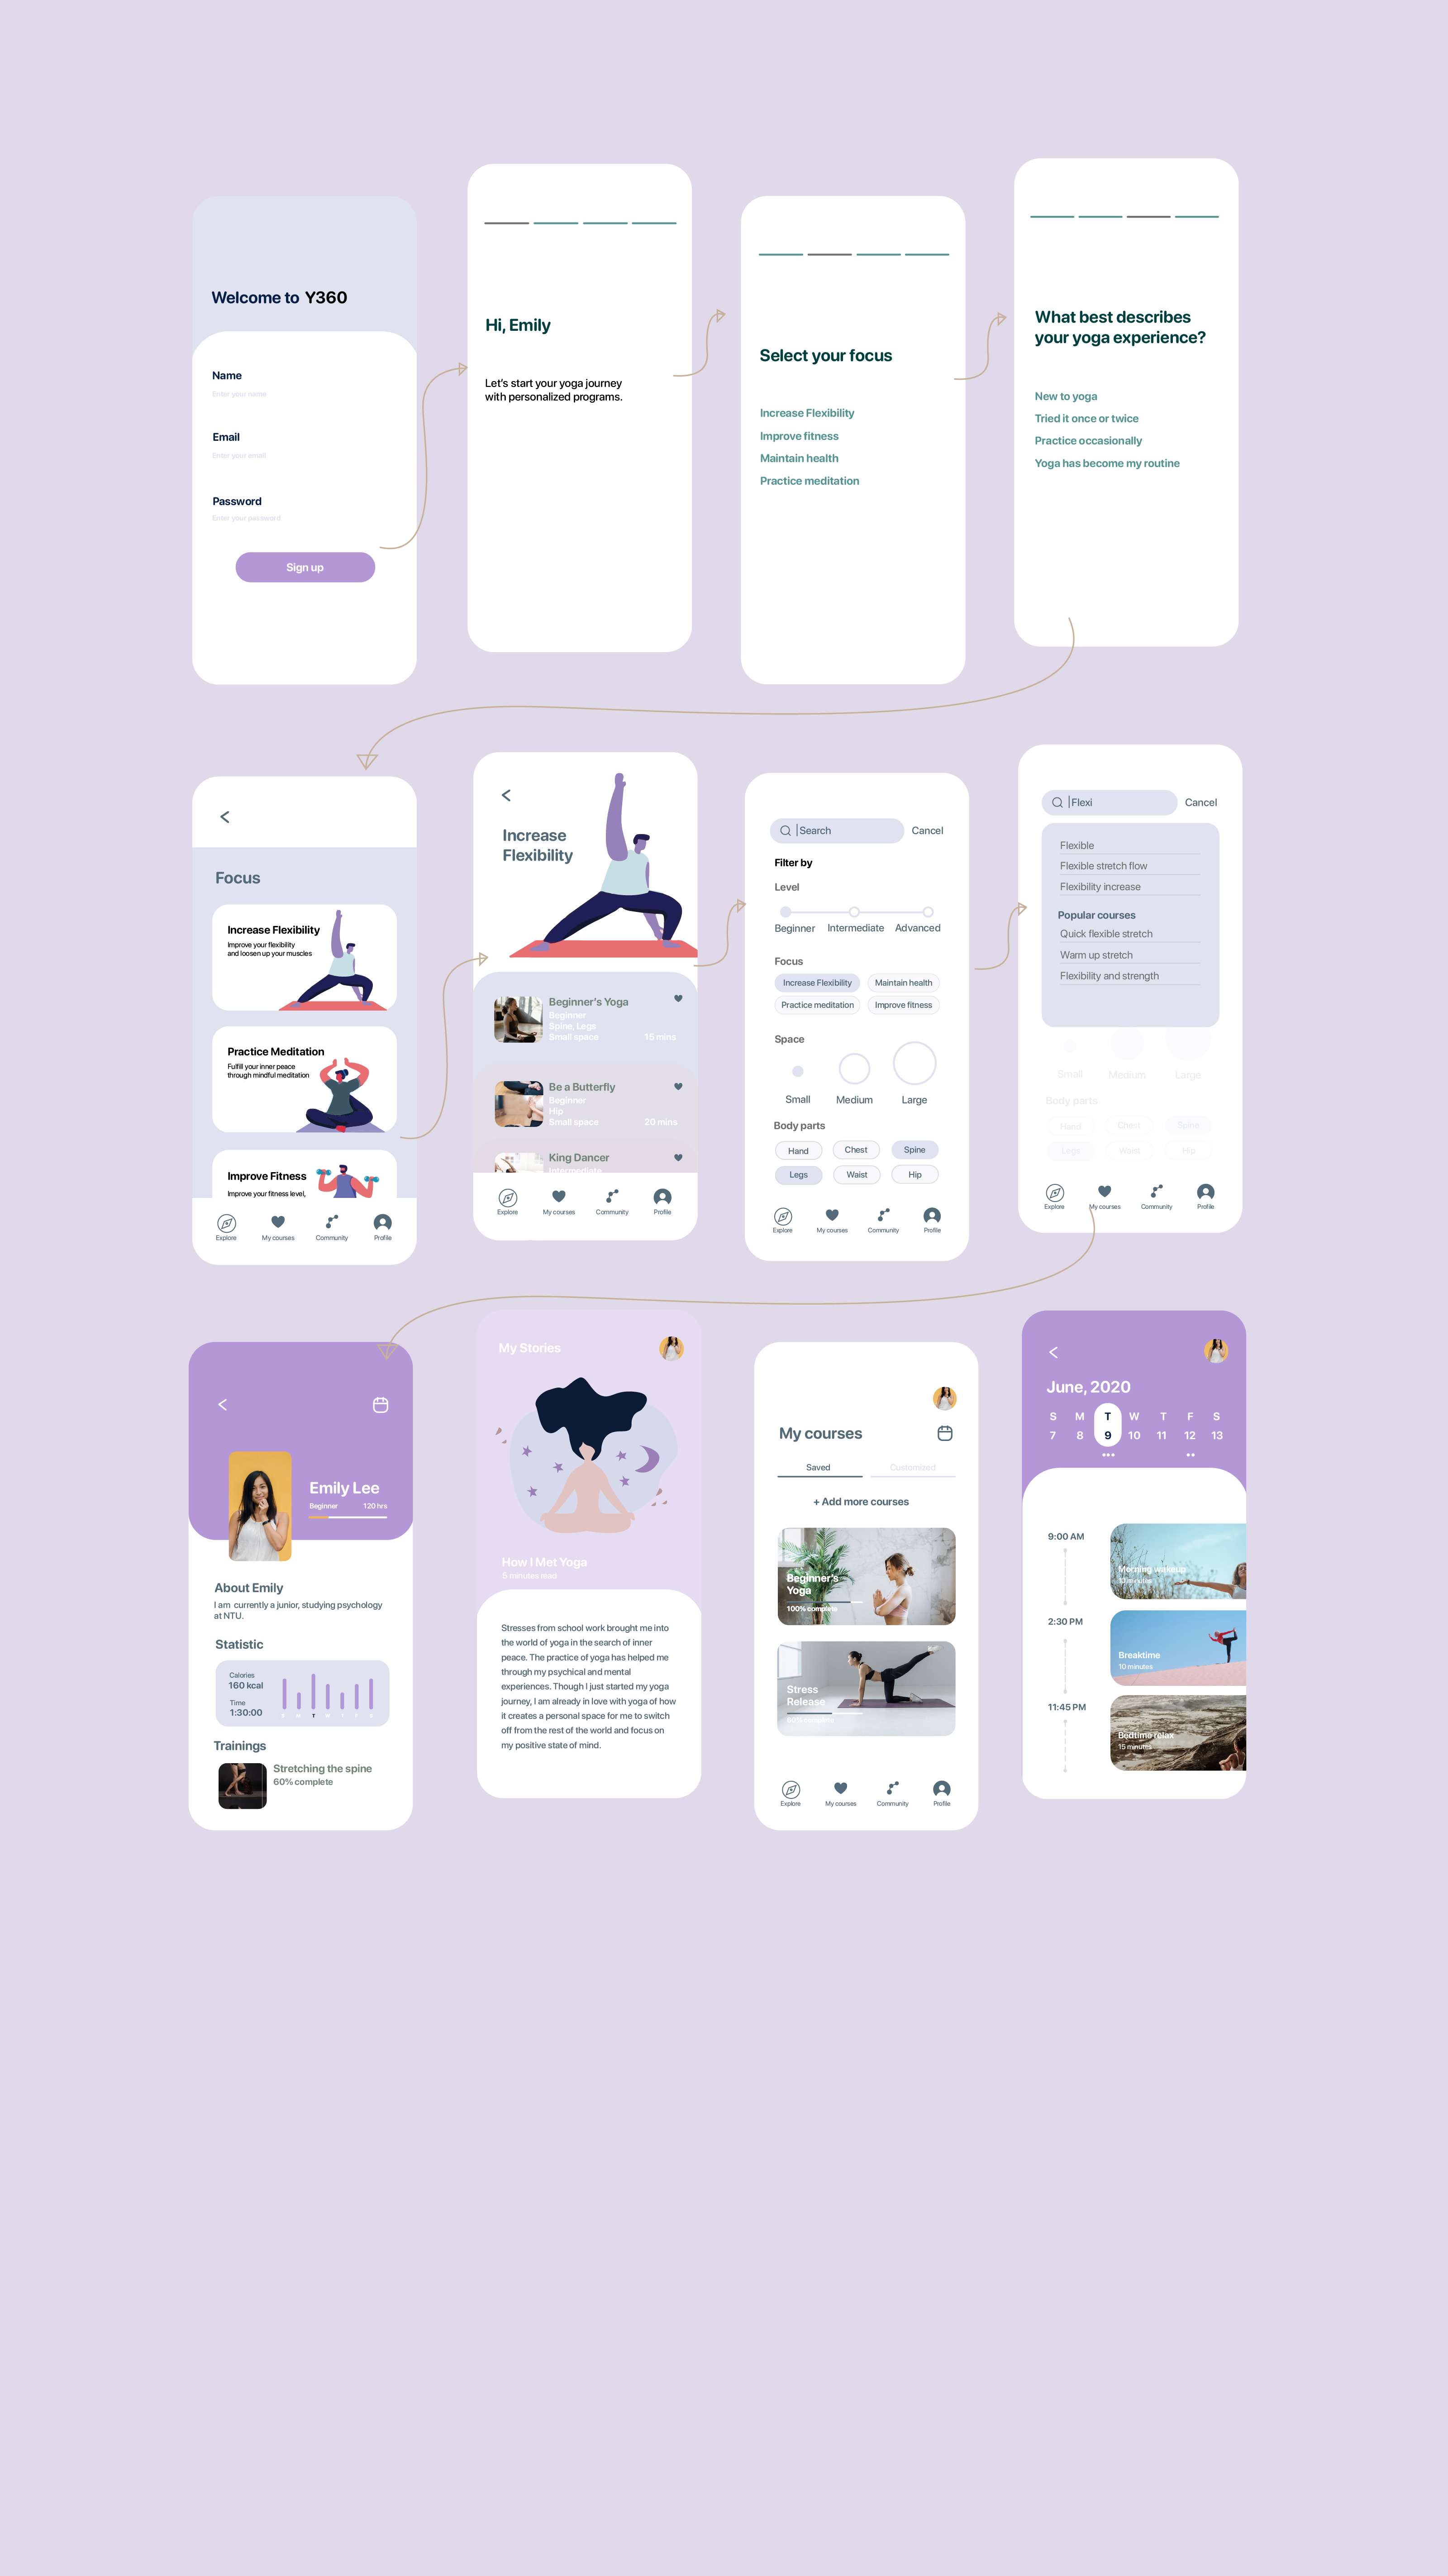 Welcome to Y360
Name
Enter your name
Email
Enter your email
Password
Enter your password
Sign up
Hi, Emily
Let's start your yoga journey
with personalized programs.
Select your focus
Increase Flexibility
Improve fitness
Maintain health
Practice meditation
What best describes
your yoga experience?
New to yoga
Tried it once or twice
Practice occasionally
Yoga has become my routine
Focus
Increase Flexibility
Improve your flexibility
and loosen up your muscles
Practice Meditation
Fulfill your inner peace
through mindful meditation
Improve Fitness
Improve your fitness level,
Explore My courses Community Profile
Increase
Flexibility
Beginner's Yoga
Beginner
Spine, Legs
Small space 15 mins
Be a Butterfly
Beginner
Hip
Small space 20 mins
King Dancer
Intermediate
Explore My courses Community Profile
Search Cancel
Filter by
Level
Beginner Intermediate Advanced
Focus
Increase Flexibility Maintain health
Practice meditation Improve fitness
Space
Small Medium Large
Body parts
Hand Chest Spine
Legs Waist Hip
Explore My courses Community Profile
Flexi Cancel
Flexible
Flexible stretch flow
Flexibility increase
Popular courses
Quick flexible stretch
Warm up stretch
Flexibility and strength
Small Medium Large
Body parts
Hand Chest Spine
Legs Waist Hip
Explore My courses Community Profile
Emily Lee
Beginner 120 hrs
About Emily
I am currently a junior, studying psychology
at NTU.
Statistic
Calories
160 kcal
Time
1:30:00
S M T W T F S
Trainings
Stretching the spine
60% complete
My Stories
How I Met Yoga
5 minutes read
Stresses from school work brought me into
the world of yoga in the search of inner
peace. The practice of yoga has helped me
through my psychical and mental
experiences. Though I just started my yoga
journey, I am already in love with yoga of how
it creates a personal space for me to switch
off from the rest of the world and focus on
my positive state of mind.
My courses
Saved Customized
+ Add more courses
Beginner's
Yoga
100% complete
Stress
Release
Explore My courses Community Profile
June, 2020
S M T W T F S
7 8 9 10 11 12 13
9:00 AM
Morning wakeup
10 minutes
2:30 PM
Breaktime
10 minutes
11:45 PM
Bedtime relax
15 minutes